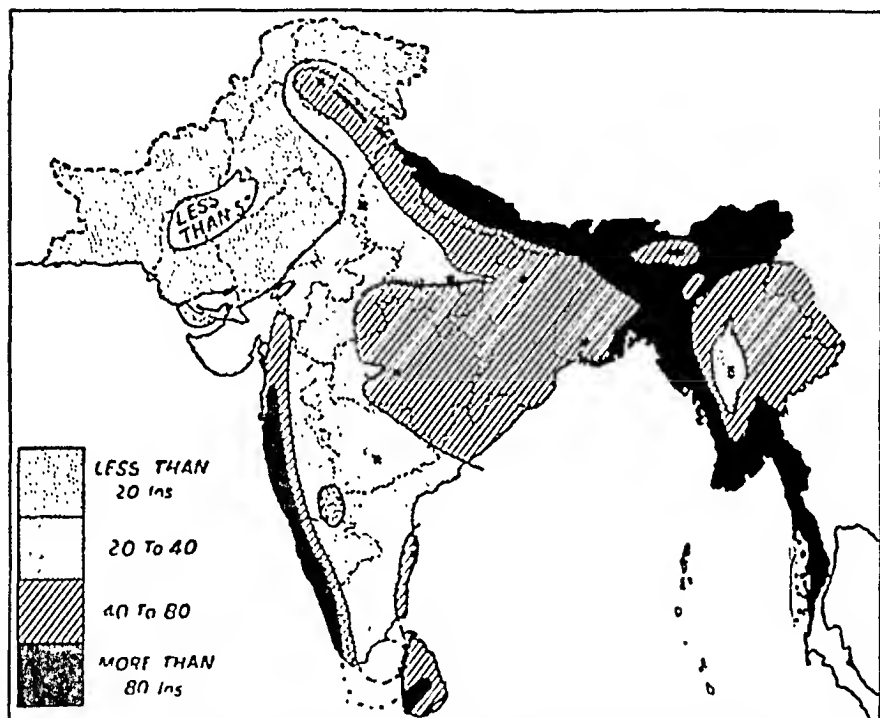 LESS
THAN 5"
LESS THAN
20 Ins
20 To 40
40 To 80
MORE THAN
80 Ins